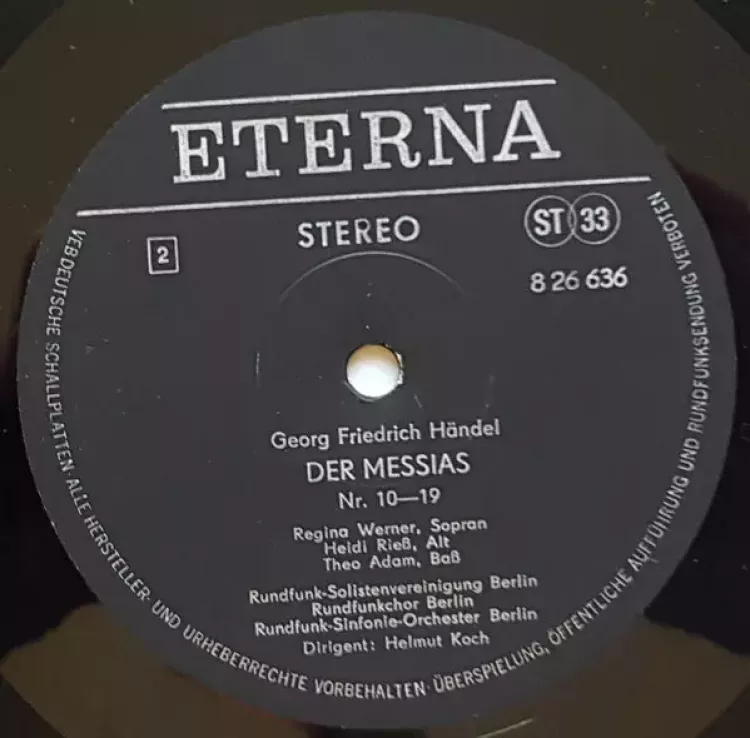 ETERNA
STEREO
ST 33
2
8 26 636
Georg Friedrich Händel
DER MESSIAS
Nr. 10—19
Regina Werner, Sopran
Heidi Rieß, Alt
Theo Adam, Baß
Rundfunk-Solistenvereinigung Berlin
Rundfunkchor Berlin
Rundfunk-Sinfonie-Orchester Berlin
Dirigent: Helmut Koch
VEB DEUTSCHE SCHALLPLATTEN · ALLE HERSTELLER- UND URHEBERRECHTE VORBEHALTEN · ÜBERSPIELUNG, ÖFFENTLICHE AUFFÜHRUNG UND RUNDFUNKSENDUNG VERBOTEN